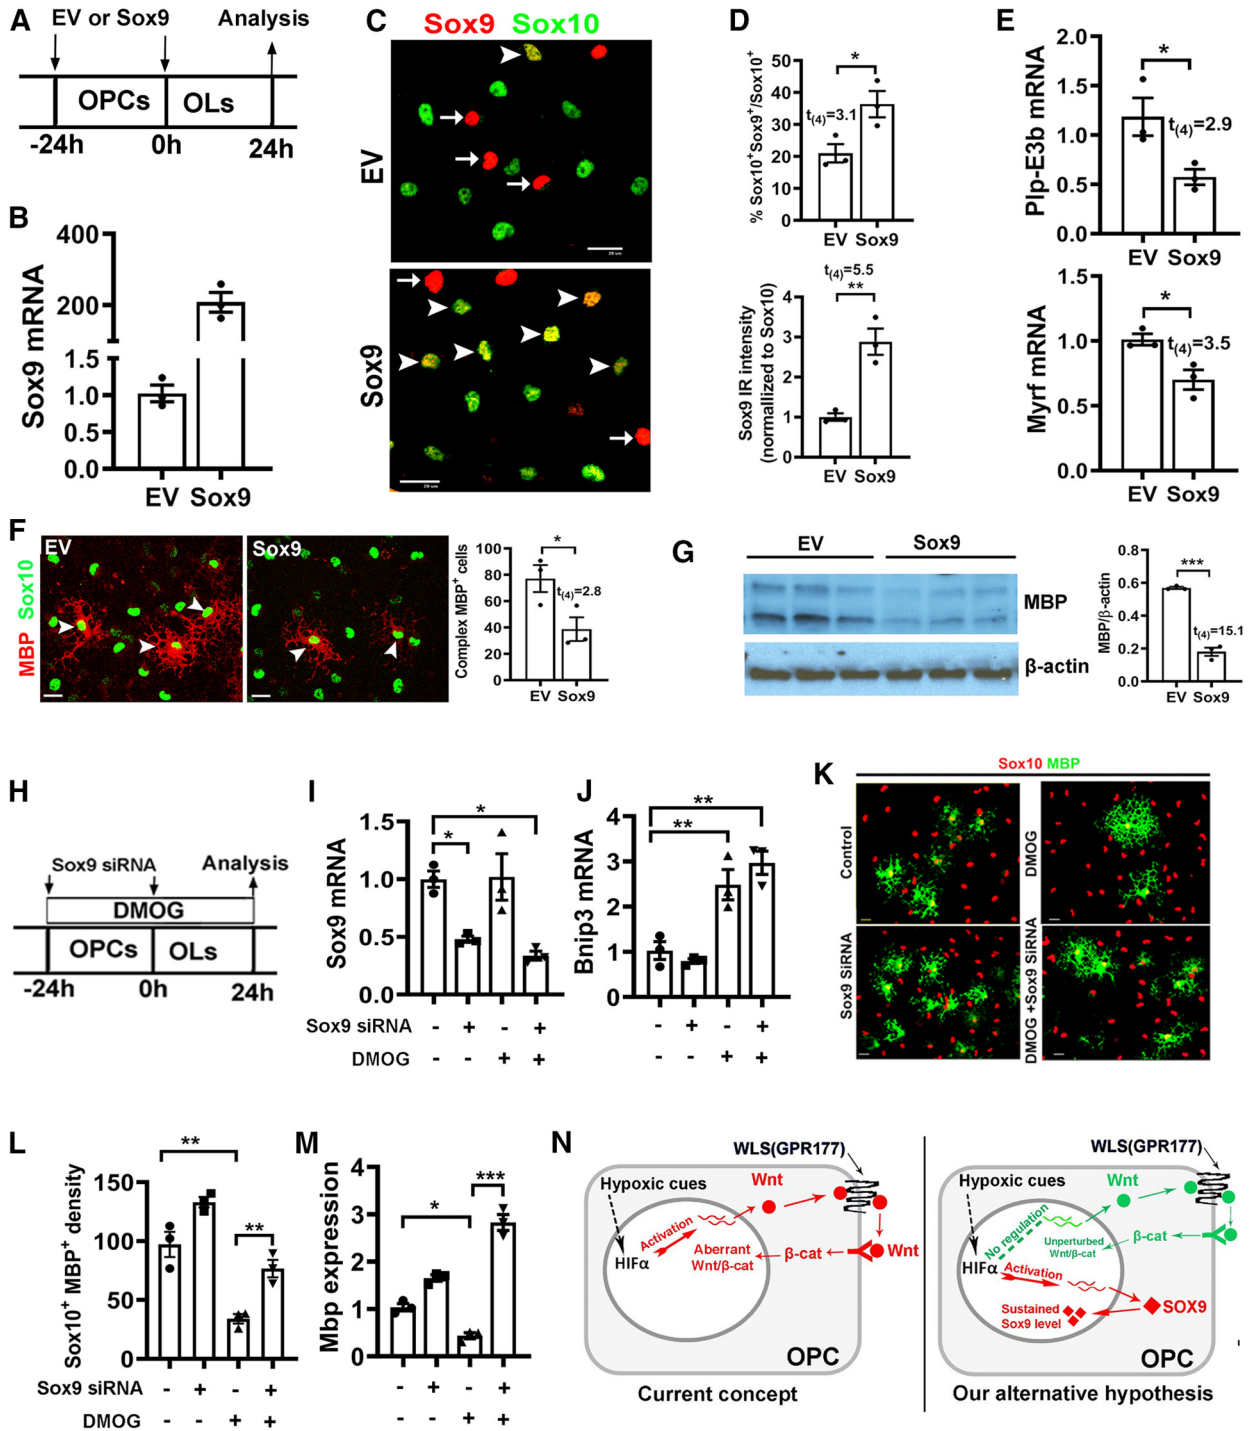 A
EV or Sox9
Analysis
OPCs
OLs
-24h
0h
24h
B
Sox9 mRNA
400
200
1.5
1.0
0.5
0.0
EV Sox9
C
Sox9 Sox10
EV
20 um
Sox9
20 um
D
% Sox10+Sox9+/Sox10+
50
40
30
20
10
0
*
t(4)=3.1
EV Sox9
Sox9 IR intensity
(normallized to Sox10)
t(4)=5.5
**
4
3
2
1
0
EV Sox9
E
Plp-E3b mRNA
2.0
1.5
1.0
0.5
0.0
*
t(4)=2.9
EV Sox9
Myrf mRNA
1.5
1.0
0.5
0.0
*
t(4)=3.5
EV Sox9
F
MBP Sox10
EV
Sox9
Complex MBP+ cells
100
80
60
40
20
0
*
t(4)=2.8
EV Sox9
G
EV
Sox9
MBP
β-actin
MBP/β-actin
0.8
0.6
0.4
0.2
0.0
***
t(4)=15.1
EV Sox9
H
Sox9 siRNA
Analysis
DMOG
OPCs
OLs
-24h
0h
24h
I
Sox9 mRNA
1.5
1.0
0.5
0.0
*
*
Sox9 siRNA - + - +
DMOG - - + +
J
Bnip3 mRNA
4
3
2
1
0
**
**
- + - +
- - + +
K
Sox10 MBP
Control
DMOG
Sox9 SiRNA
DMOG +Sox9 SiRNA
L
Sox10+ MBP+ density
150
100
50
0
**
**
Sox9 siRNA - + - +
DMOG - - + +
M
Mbp expression
4
3
2
1
0
*
***
- + - +
- - + +
N
WLS(GPR177)
Hypoxic cues
Wnt
Activation
HIFα
Aberrant
Wnt/β-cat
β-cat
Wnt
OPC
Current concept
WLS(GPR177)
Hypoxic cues
Wnt
No regulation
Unperturbed
Wnt/β-cat
β-cat
HIFα
Activation
SOX9
Sustained
Sox9 level
OPC
Our alternative hypothesis